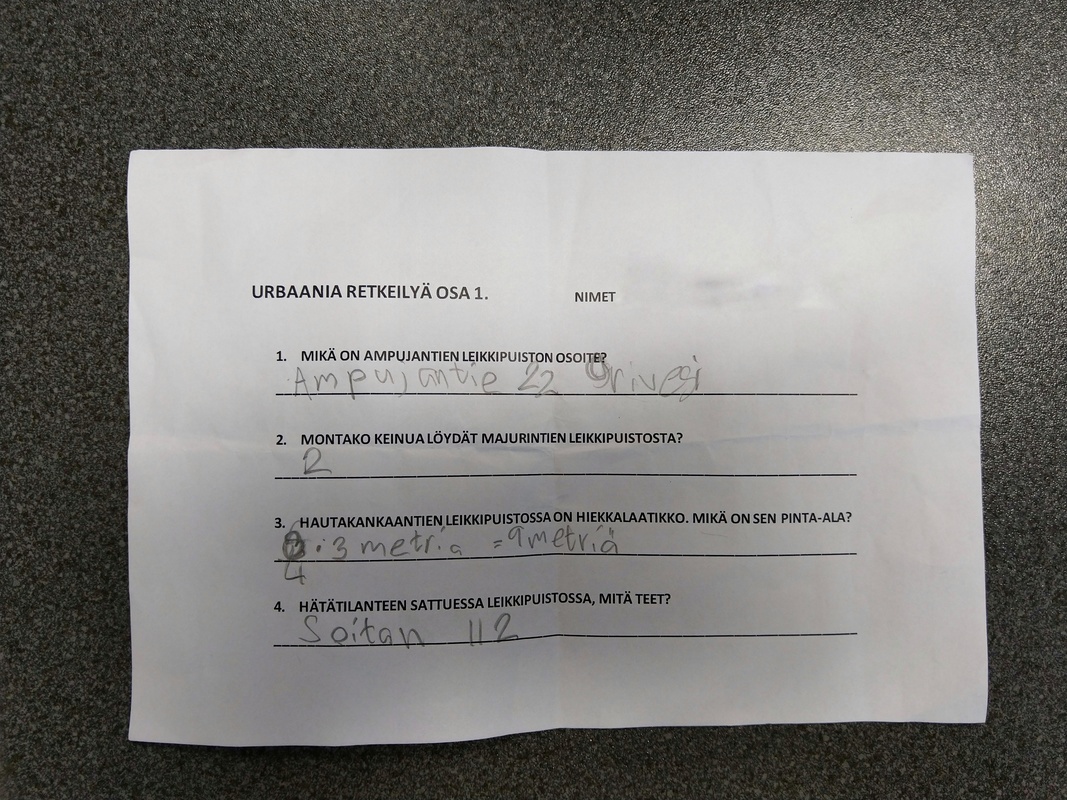 URBAANIA RETKEILYÄ OSA 1. NIMET
1. MIKÄ ON AMPUJANTIEN LEIKKIPUISTON OSOITE?
Ampujantie 22 Orivesi
2. MONTAKO KEINUA LÖYDÄT MAJURINTIEN LEIKKIPUISTOSTA?
2
3. HAUTAKANKAANTIEN LEIKKIPUISTOSSA ON HIEKKALAATIKKO. MIKÄ ON SEN PINTA-ALA?
· 3 metriä = 9metriä
4
4. HÄTÄTILANTEEN SATTUESSA LEIKKIPUISTOSSA, MITÄ TEET?
Soitan 112